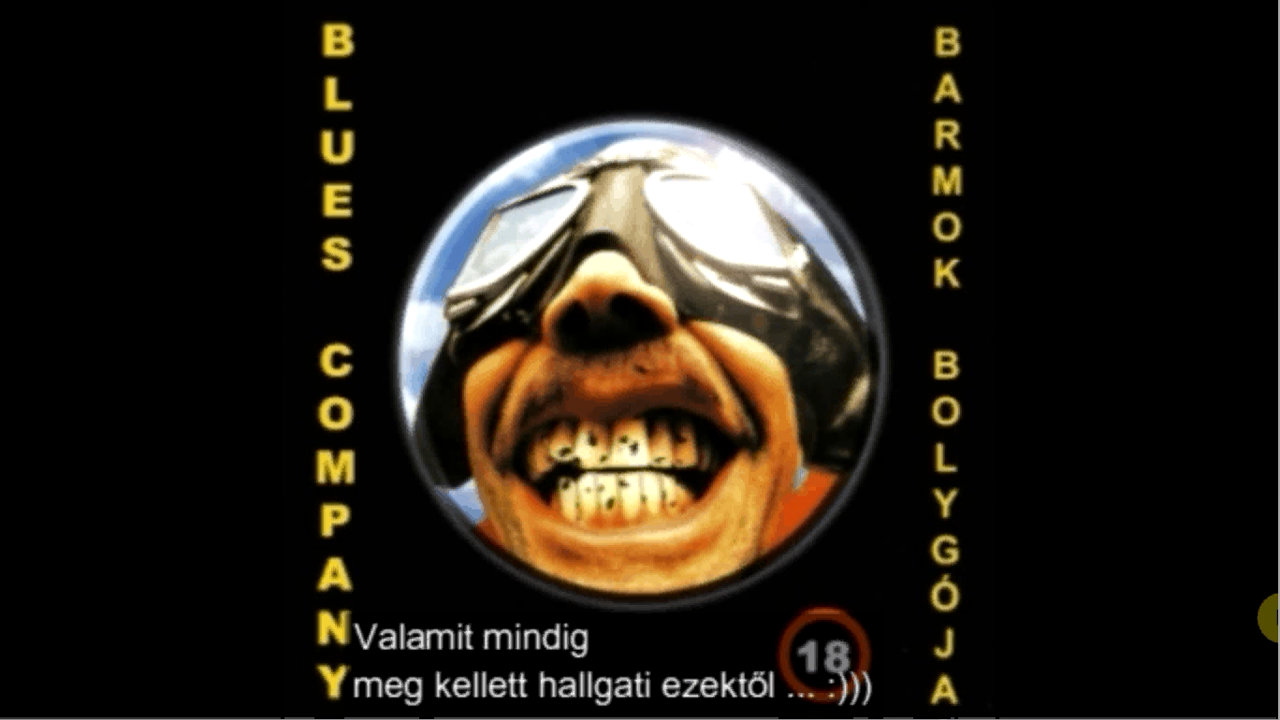 BLUES COMPANY
BARMOK BOLYGÓJA
Valamit mindig
meg kellett hallgati ezektől ... :)))
18